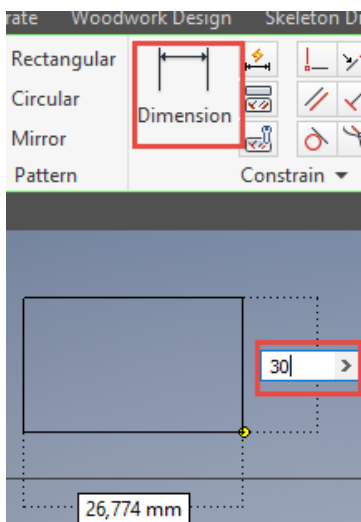 rate Woodwork Design Skeleton D
Rectangular
Circular
Mirror
Dimension
Pattern Constrain
30
26,774 mm